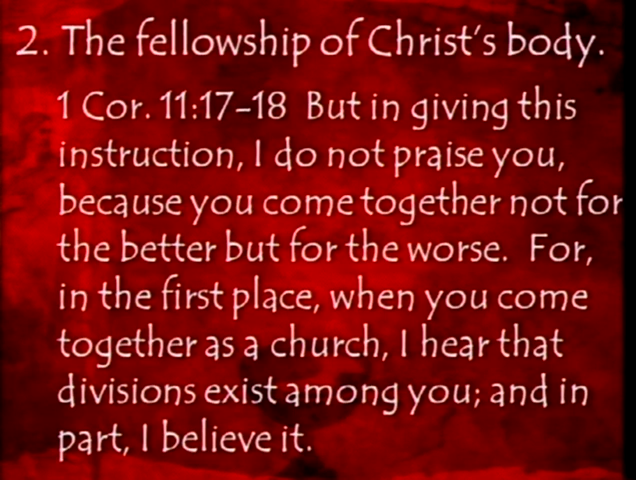 2. The fellowship of Christ's body.
1 Cor. 11:17-18 But in giving this
instruction, I do not praise you,
because you come together not for
the better but for the worse. For,
in the first place, when you come
together as a church, I hear that
divisions exist among you; and in
part, I believe it.